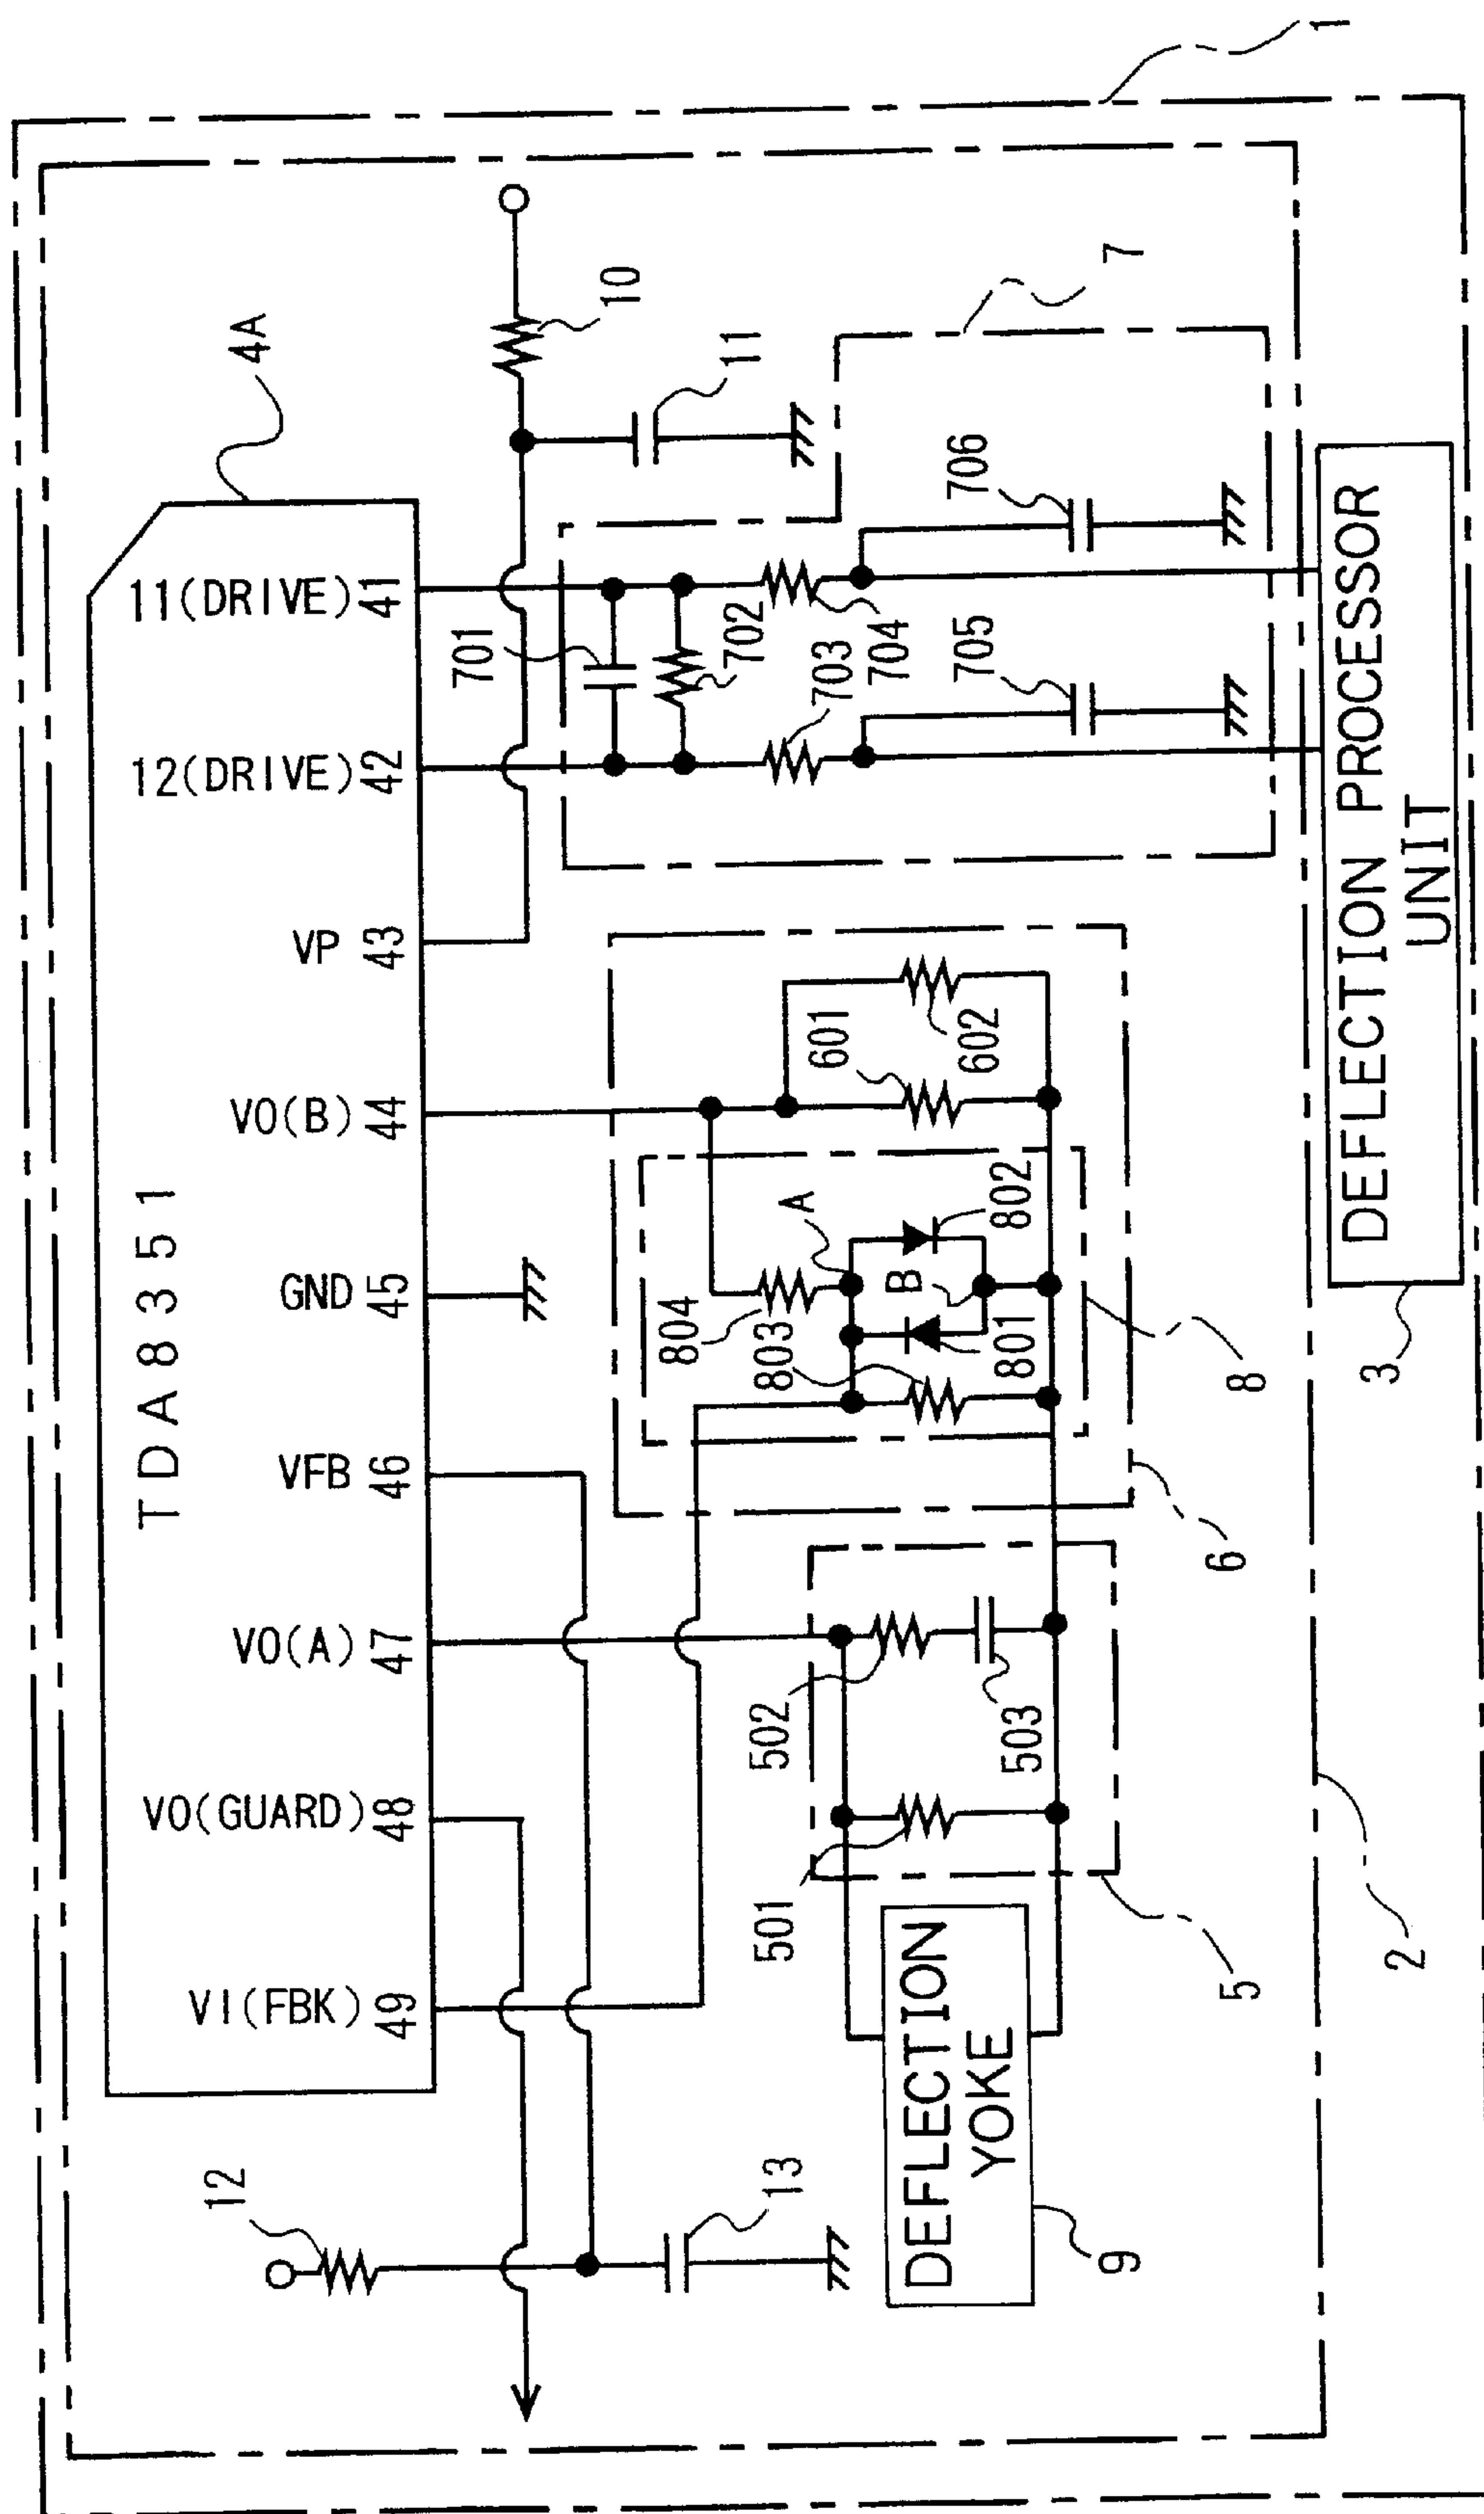 1
4A
TDA8351
11(DRIVE)
41
12(DRIVE)
42
VP
43
VO(B)
44
GND
45
VFB
46
VO(A)
47
VO(GUARD)
48
VI(FBK)
49
10
11
7
701
702
703
704
705
706
601
602
804
A
B
802
803
801
8
6
502
503
501
5
2
3
DEFLECTION PROCESSOR
UNIT
12
13
DEFLECTION
YOKE
9